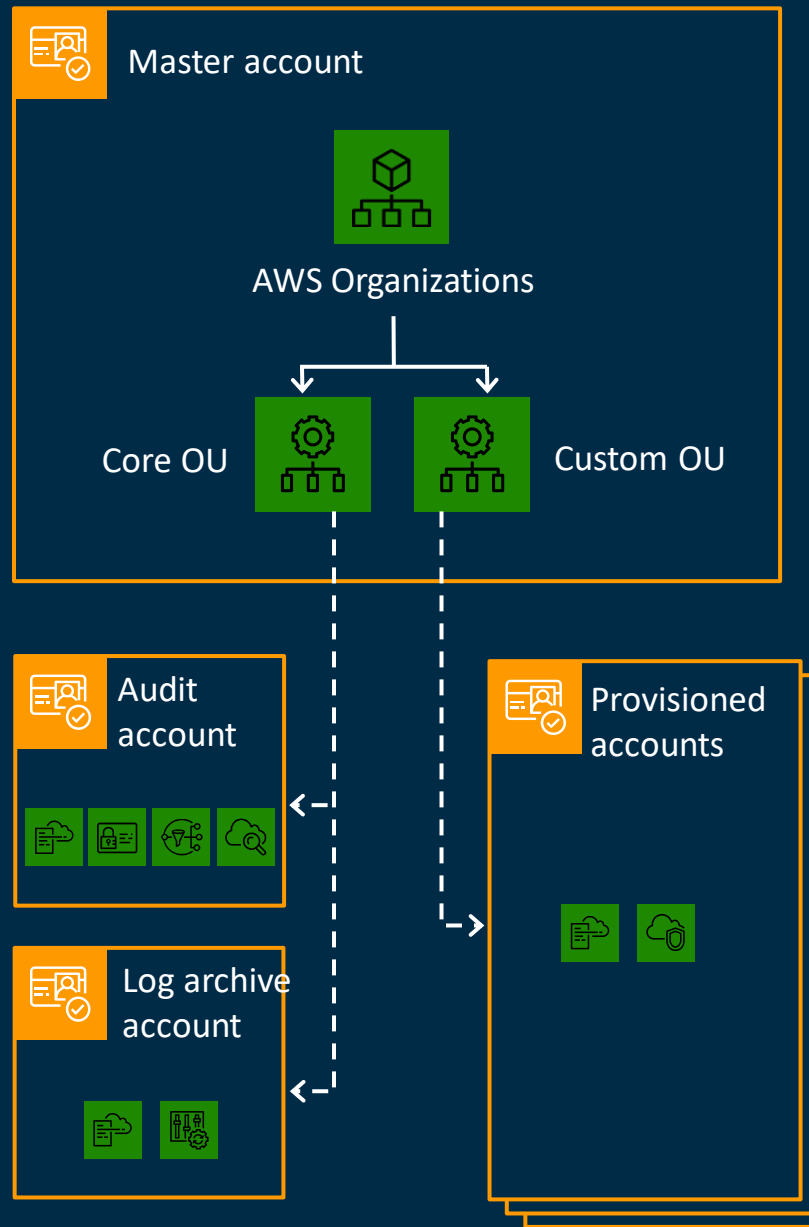 Master account
AWS Organizations
Core OU
Custom OU
Audit
account
Provisioned
accounts
Log archive
account